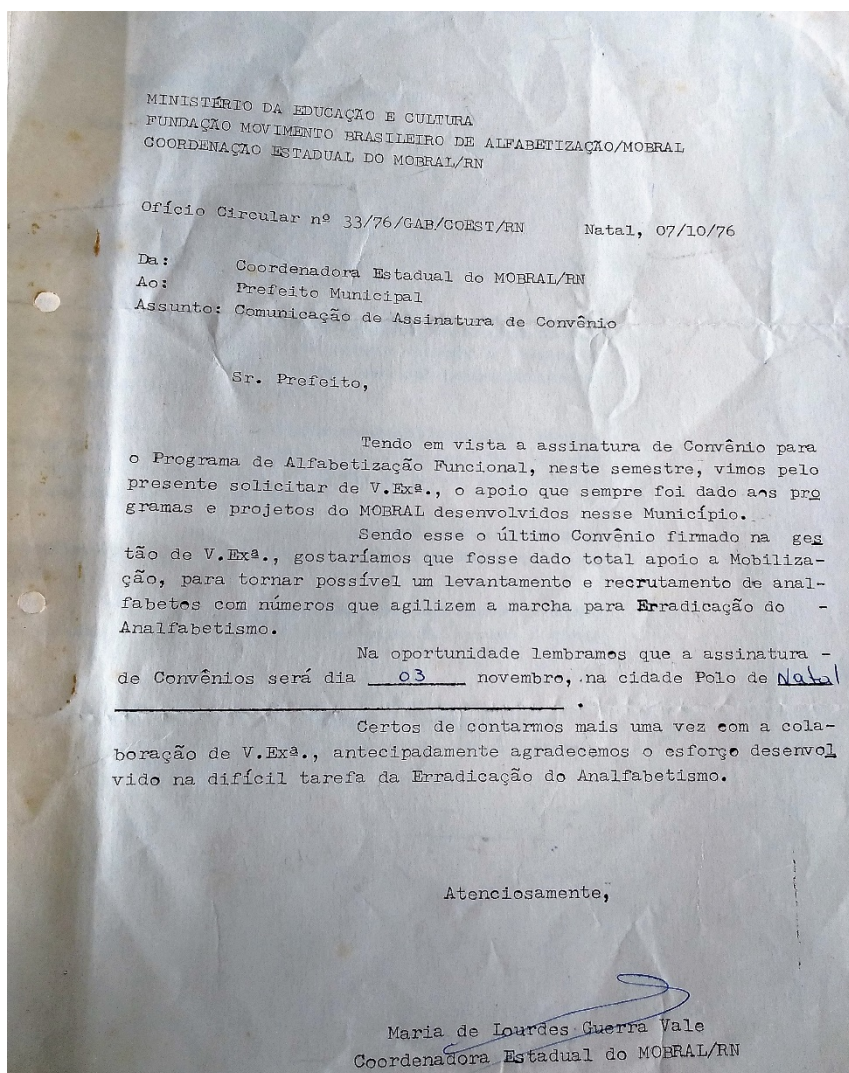 MINISTÉRIO DA EDUCAÇÃO E CULTURA
FUNDAÇÃO MOVIMENTO BRASILEIRO DE ALFABETIZAÇÃO/MOBRAL
COORDENAÇÃO ESTADUAL DO MOBRAL/RN
Ofício Circular nº 33/76/GAB/COEST/RN Natal, 07/10/76
Da: Coordenadora Estadual do MOBRAL/RN
Ao: Prefeito Municipal
Assunto: Comunicação de Assinatura de Convênio
Sr. Prefeito,
Tendo em vista a assinatura de Convênio para
o Programa de Alfabetização Funcional, neste semestre, vimos pelo
presente solicitar de V.Exª., o apoio que sempre foi dado aos pro
gramas e projetos do MOBRAL desenvolvidos nesse Município.
Sendo esse o último Convênio firmado na ges
tão de V.Exª., gostaríamos que fosse dado total apoio a Mobiliza-
ção, para tornar possível um levantamento e recrutamento de anal-
fabetos com números que agilizem a marcha para Erradicação do -
Analfabetismo.
Na oportunidade lembramos que a assinatura -
de Convênios será dia 03 novembro, na cidade Polo de Natal
.
Certos de contarmos mais uma vez com a cola-
boração de V.Exª., antecipadamente agradecemos o esforço desenvol
vido na difícil tarefa da Erradicação do Analfabetismo.
Atenciosamente,
Maria de Lourdes Guerra Vale
Coordenadora Estadual do MOBRAL/RN